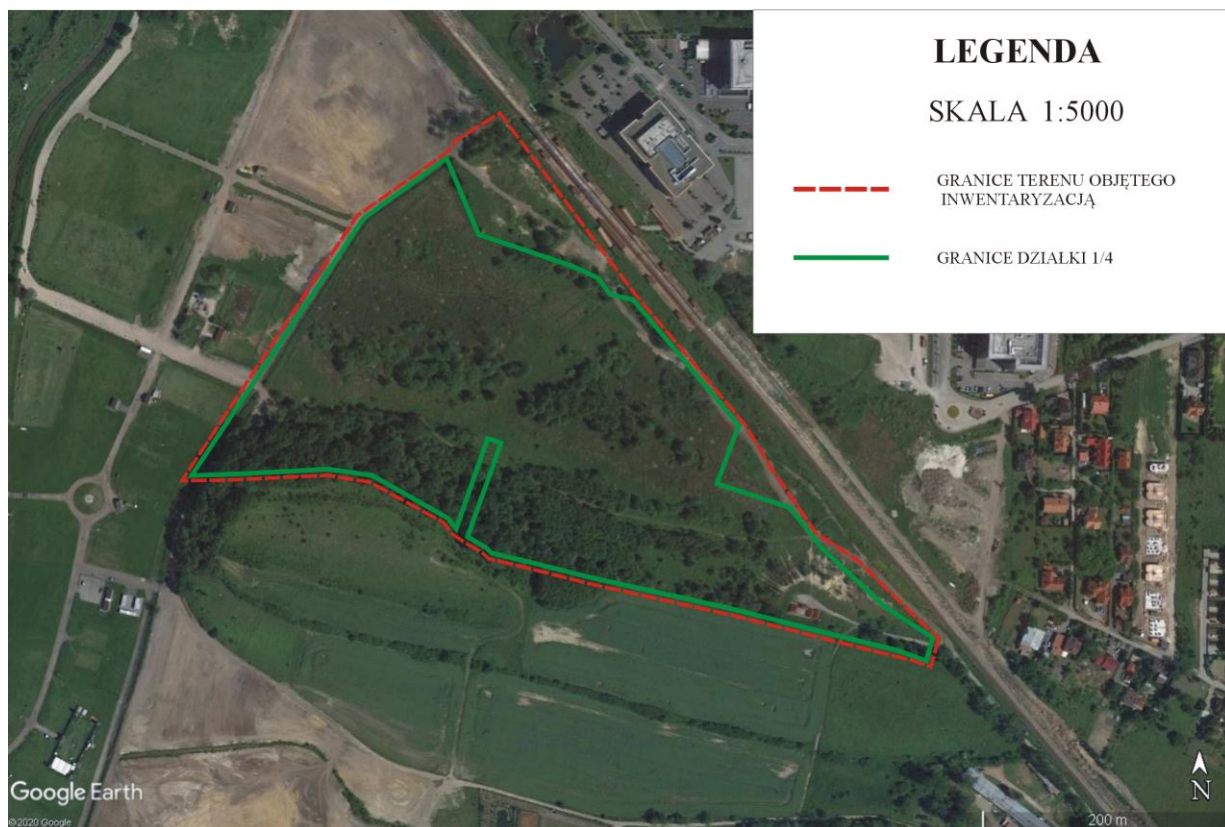 LEGENDA
SKALA 1:5000
GRANICE TERENU OBJĘTEGO
INWENTARYZACJĄ
GRANICE DZIAŁKI 1/4
Google Earth
©2020 Google
N
200 m